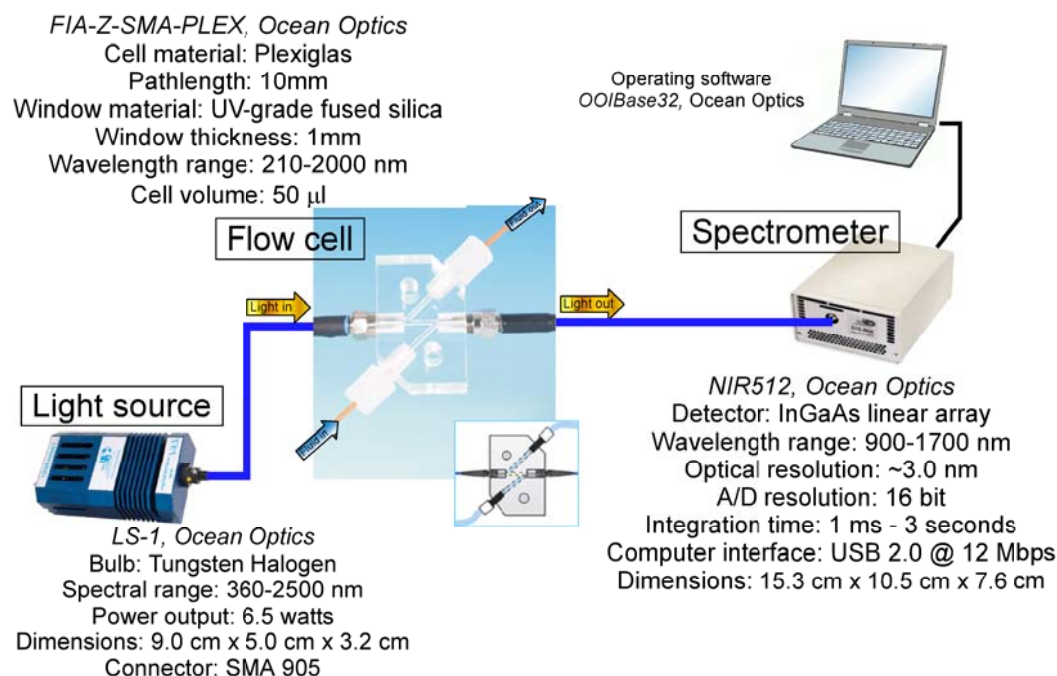 FIA-Z-SMA-PLEX, Ocean Optics
Cell material: Plexiglas
Pathlength: 10mm
Window material: UV-grade fused silica
Window thickness: 1mm
Wavelength range: 210-2000 nm
Cell volume: 50 µl
Operating software
OOIBase32, Ocean Optics
Flow cell
Fluid out
Spectrometer
Light in
Light out
Fluid in
Light source
LS-1, Ocean Optics
Bulb: Tungsten Halogen
Spectral range: 360-2500 nm
Power output: 6.5 watts
Dimensions: 9.0 cm x 5.0 cm x 3.2 cm
Connector: SMA 905
NIR512, Ocean Optics
Detector: InGaAs linear array
Wavelength range: 900-1700 nm
Optical resolution: ~3.0 nm
A/D resolution: 16 bit
Integration time: 1 ms - 3 seconds
Computer interface: USB 2.0 @ 12 Mbps
Dimensions: 15.3 cm x 10.5 cm x 7.6 cm